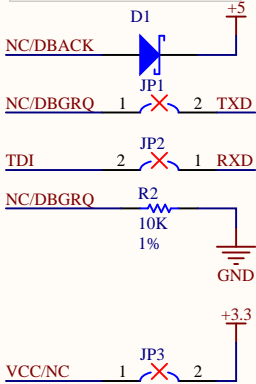 D1
+5
NC/DBACK
JP1
NC/DBGRQ 1 2 TXD
JP2
TDI 2 1 RXD
NC/DBGRQ R2
10K
1%
GND
+3.3
JP3
VCC/NC 1 2